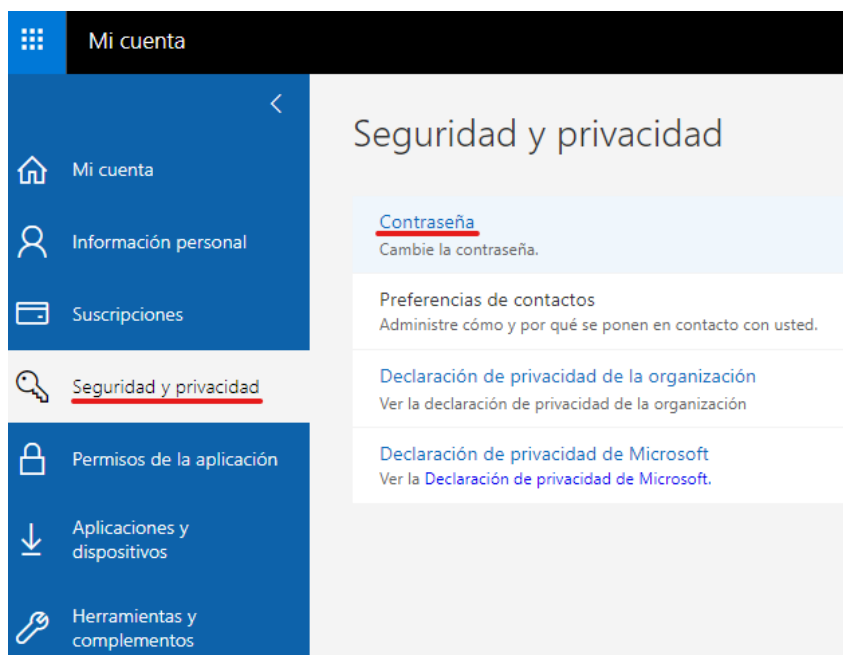 Mi cuenta
Mi cuenta
Información personal
Suscripciones
Seguridad y privacidad
Permisos de la aplicación
Aplicaciones y
dispositivos
Herramientas y
complementos
Seguridad y privacidad
Contraseña
Cambie la contraseña.
Preferencias de contactos
Administre cómo y por qué se ponen en contacto con usted.
Declaración de privacidad de la organización
Ver la declaración de privacidad de la organización
Declaración de privacidad de Microsoft
Ver la Declaración de privacidad de Microsoft.